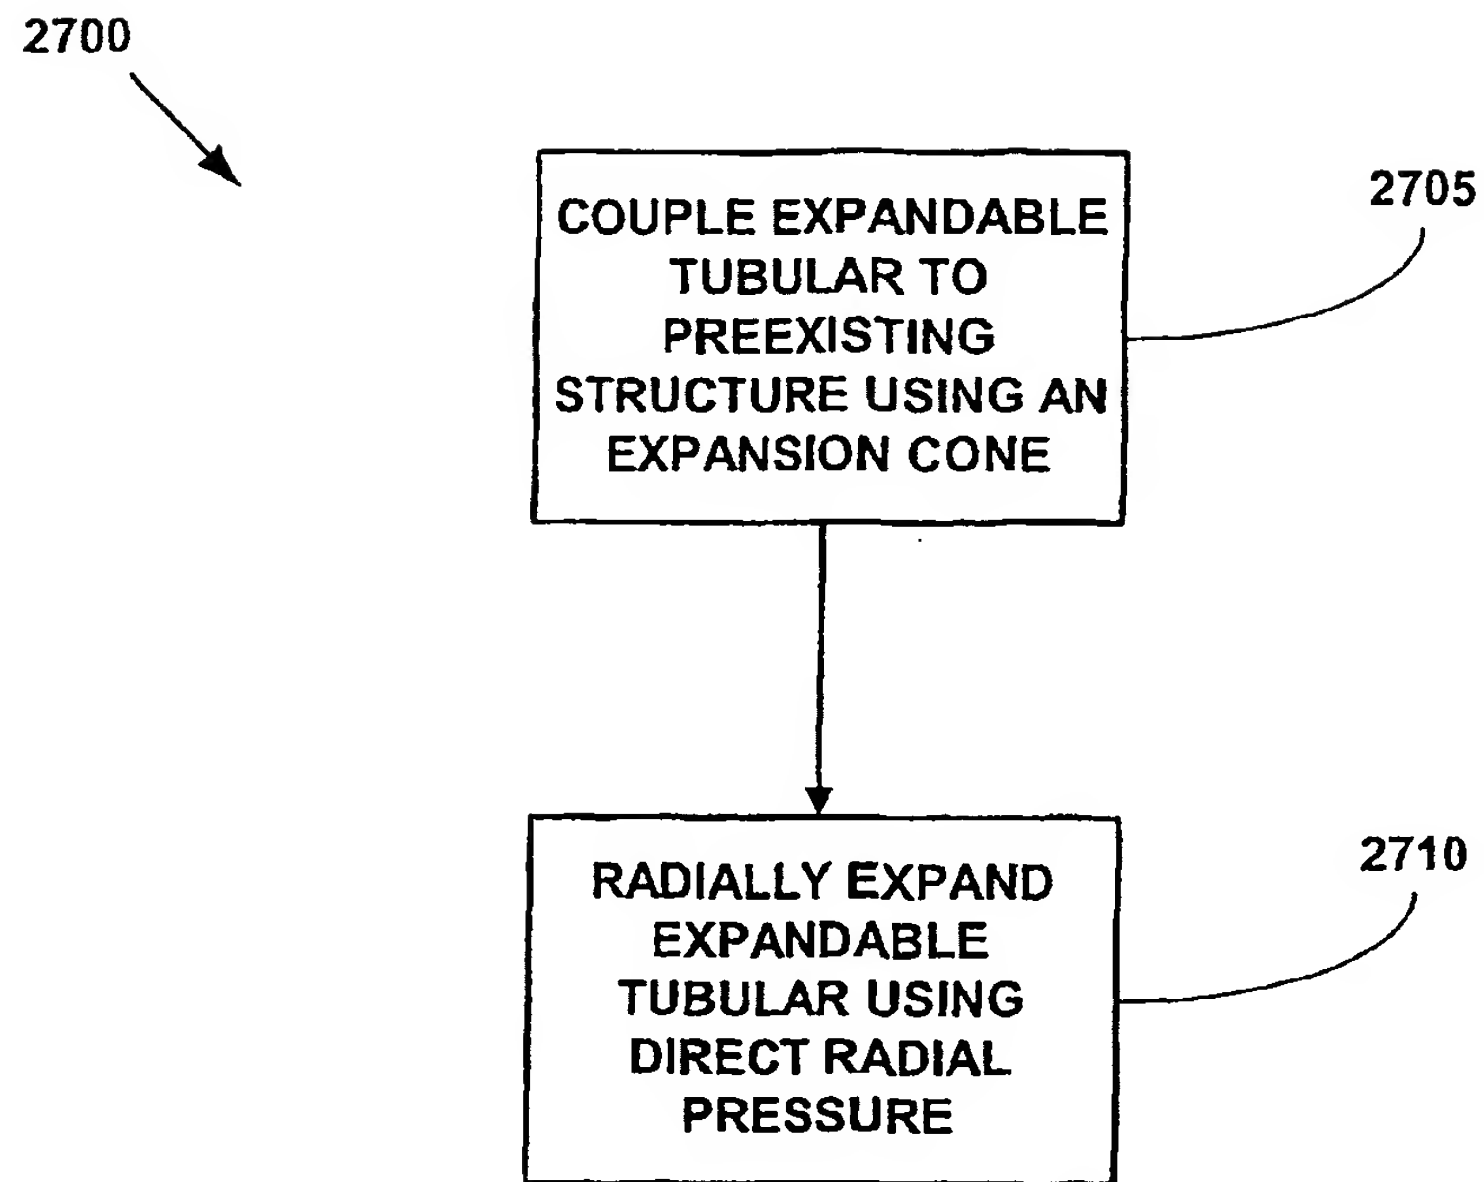 2700
COUPLE EXPANDABLE
TUBULAR TO
PREEXISTING
STRUCTURE USING AN
EXPANSION CONE
2705
RADIALLY EXPAND
EXPANDABLE
TUBULAR USING
DIRECT RADIAL
PRESSURE
2710